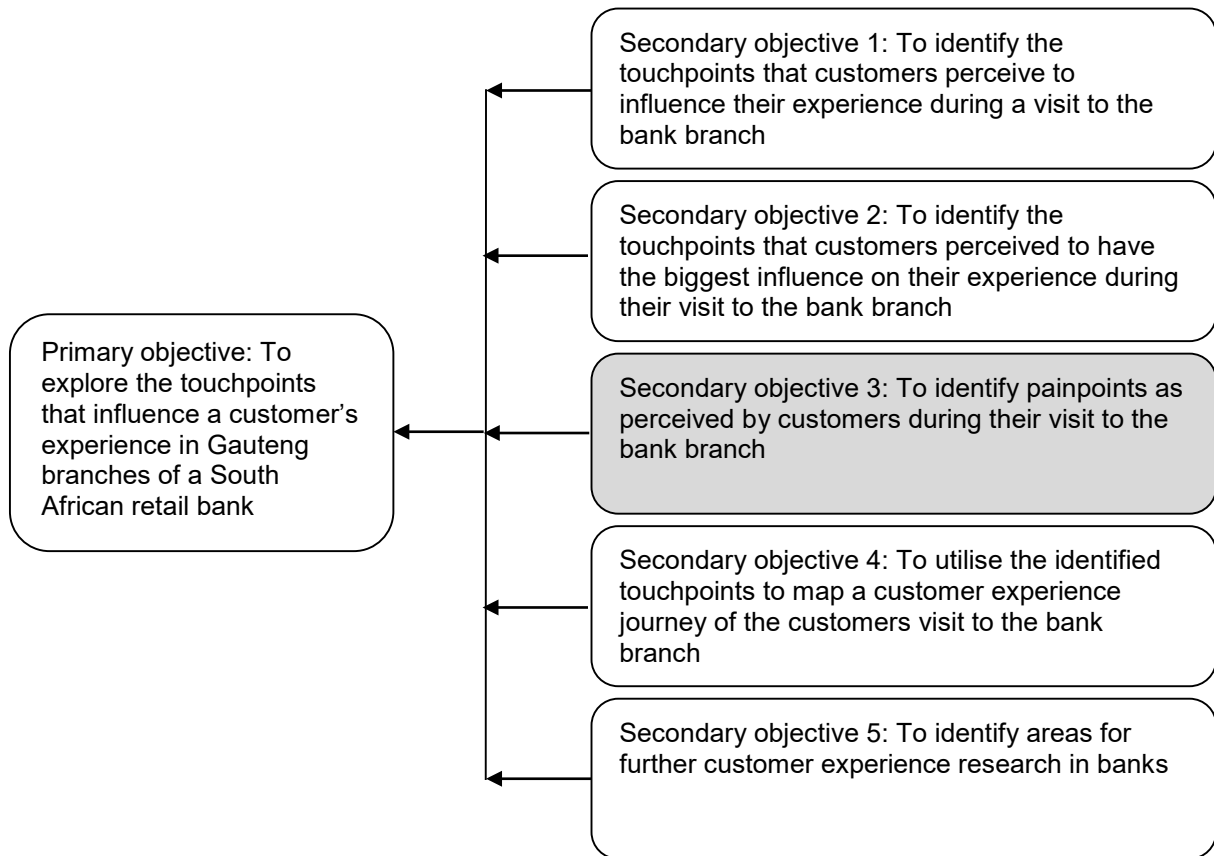 Secondary objective 1: To identify the
touchpoints that customers perceive to
influence their experience during a visit to the
bank branch
Secondary objective 2: To identify the
touchpoints that customers perceived to have
the biggest influence on their experience during
their visit to the bank branch
Primary objective: To
explore the touchpoints
that influence a customer’s
experience in Gauteng
branches of a South
African retail bank
Secondary objective 3: To identify painpoints as
perceived by customers during their visit to the
bank branch
Secondary objective 4: To utilise the identified
touchpoints to map a customer experience
journey of the customers visit to the bank
branch
Secondary objective 5: To identify areas for
further customer experience research in banks